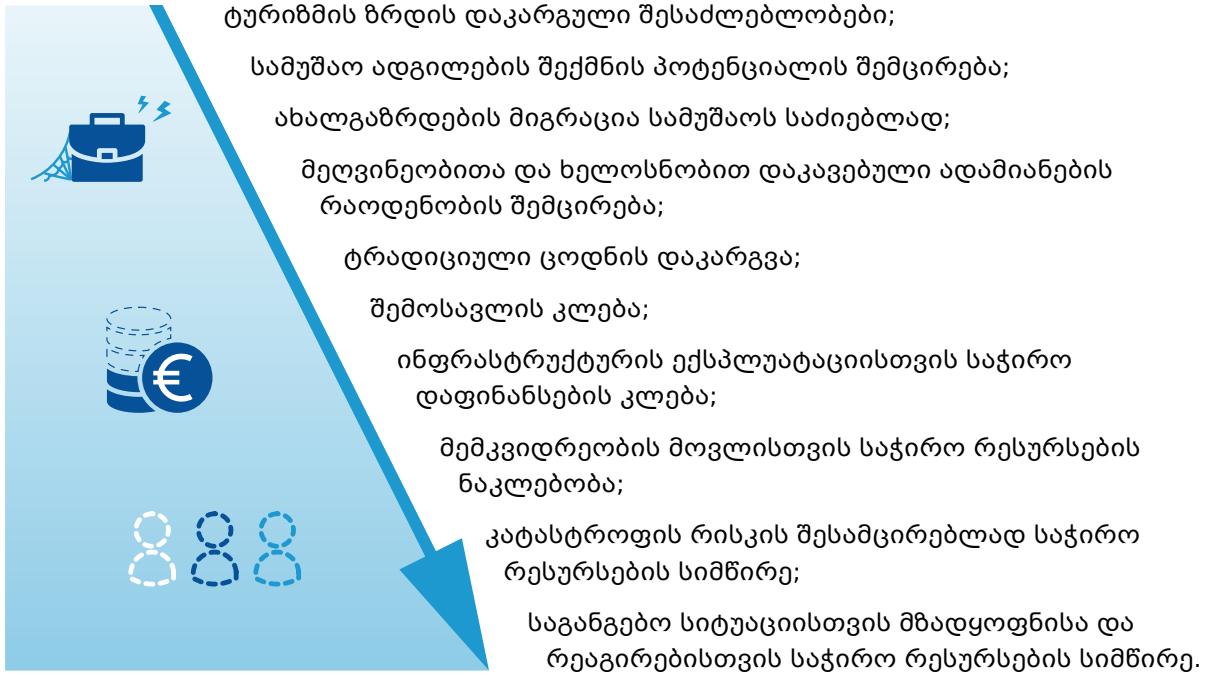 ტურიზმის ზრდის დაკარგული შესაძლებლობები;
სამუშაო ადგილების შექმნის პოტენციალის შემცირება;
ახალგაზრდების მიგრაცია სამუშაოს საძიებლად;
მეღვინეობითა და ხელოსნობით დაკავებული ადამიანების
რაოდენობის შემცირება;
ტრადიციული ცოდნის დაკარგვა;
შემოსავლის კლება;
ინფრასტრუქტურის ექსპლუატაციისთვის საჭირო
დაფინანსების კლება;
მემკვიდრეობის მოვლისთვის საჭირო რესურსების
ნაკლებობა;
კატასტროფის რისკის შესამცირებლად საჭირო
რესურსების სიმწირე;
საგანგებო სიტუაციისთვის მზადყოფნისა და
რეაგირებისთვის საჭირო რესურსების სიმწირე.